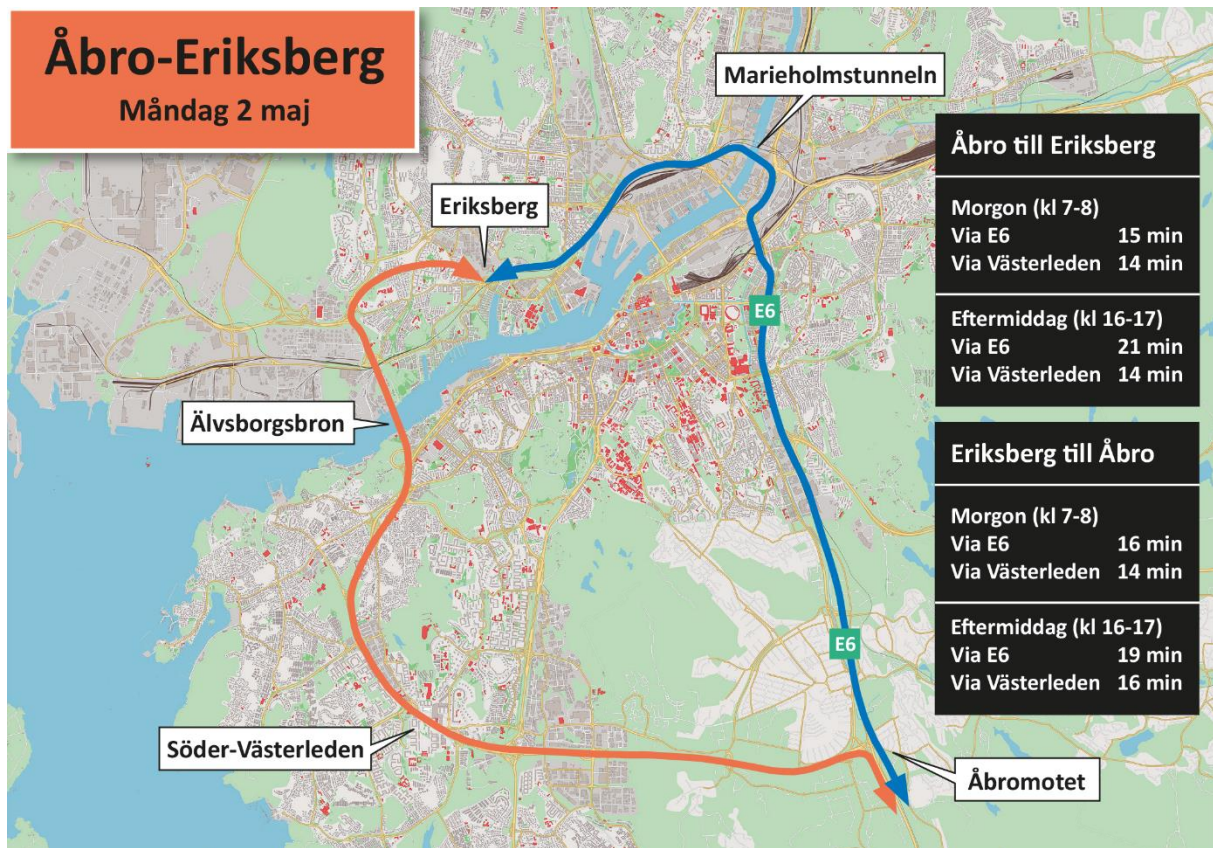 Åbro-Eriksberg
Måndag 2 maj
Marieholmstunneln
Eriksberg
E6
Älvsborgsbron
E6
Söder-Västerleden
Åbromotet
Åbro till Eriksberg
Morgon (kl 7-8)
Via E6 15 min
Via Västerleden 14 min
Eftermiddag (kl 16-17)
Via E6 21 min
Via Västerleden 14 min
Eriksberg till Åbro
Morgon (kl 7-8)
Via E6 16 min
Via Västerleden 14 min
Eftermiddag (kl 16-17)
Via E6 19 min
Via Västerleden 16 min